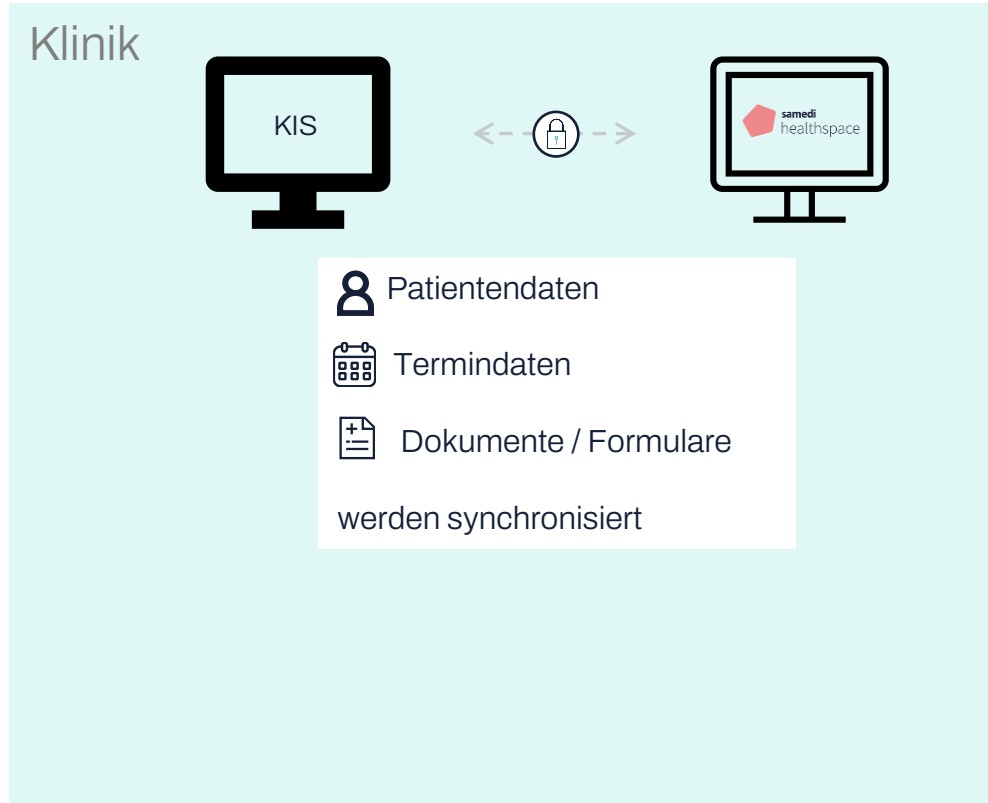 Klinik
KIS
samedi
healthspace
Patientendaten
Termindaten
Dokumente / Formulare
werden synchronisiert